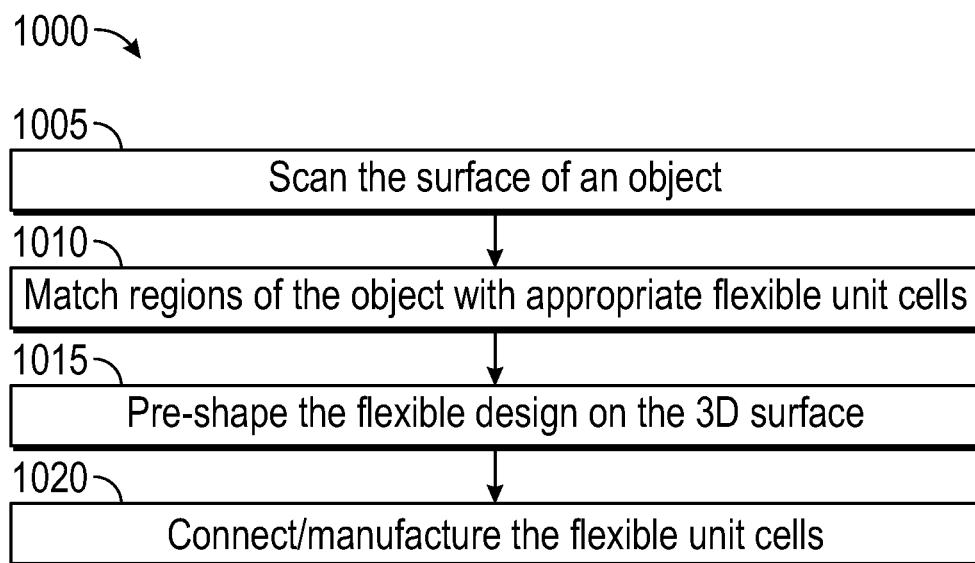 1000
1005
Scan the surface of an object
1010
Match regions of the object with appropriate flexible unit cells
1015
Pre-shape the flexible design on the 3D surface
1020
Connect/manufacture the flexible unit cells